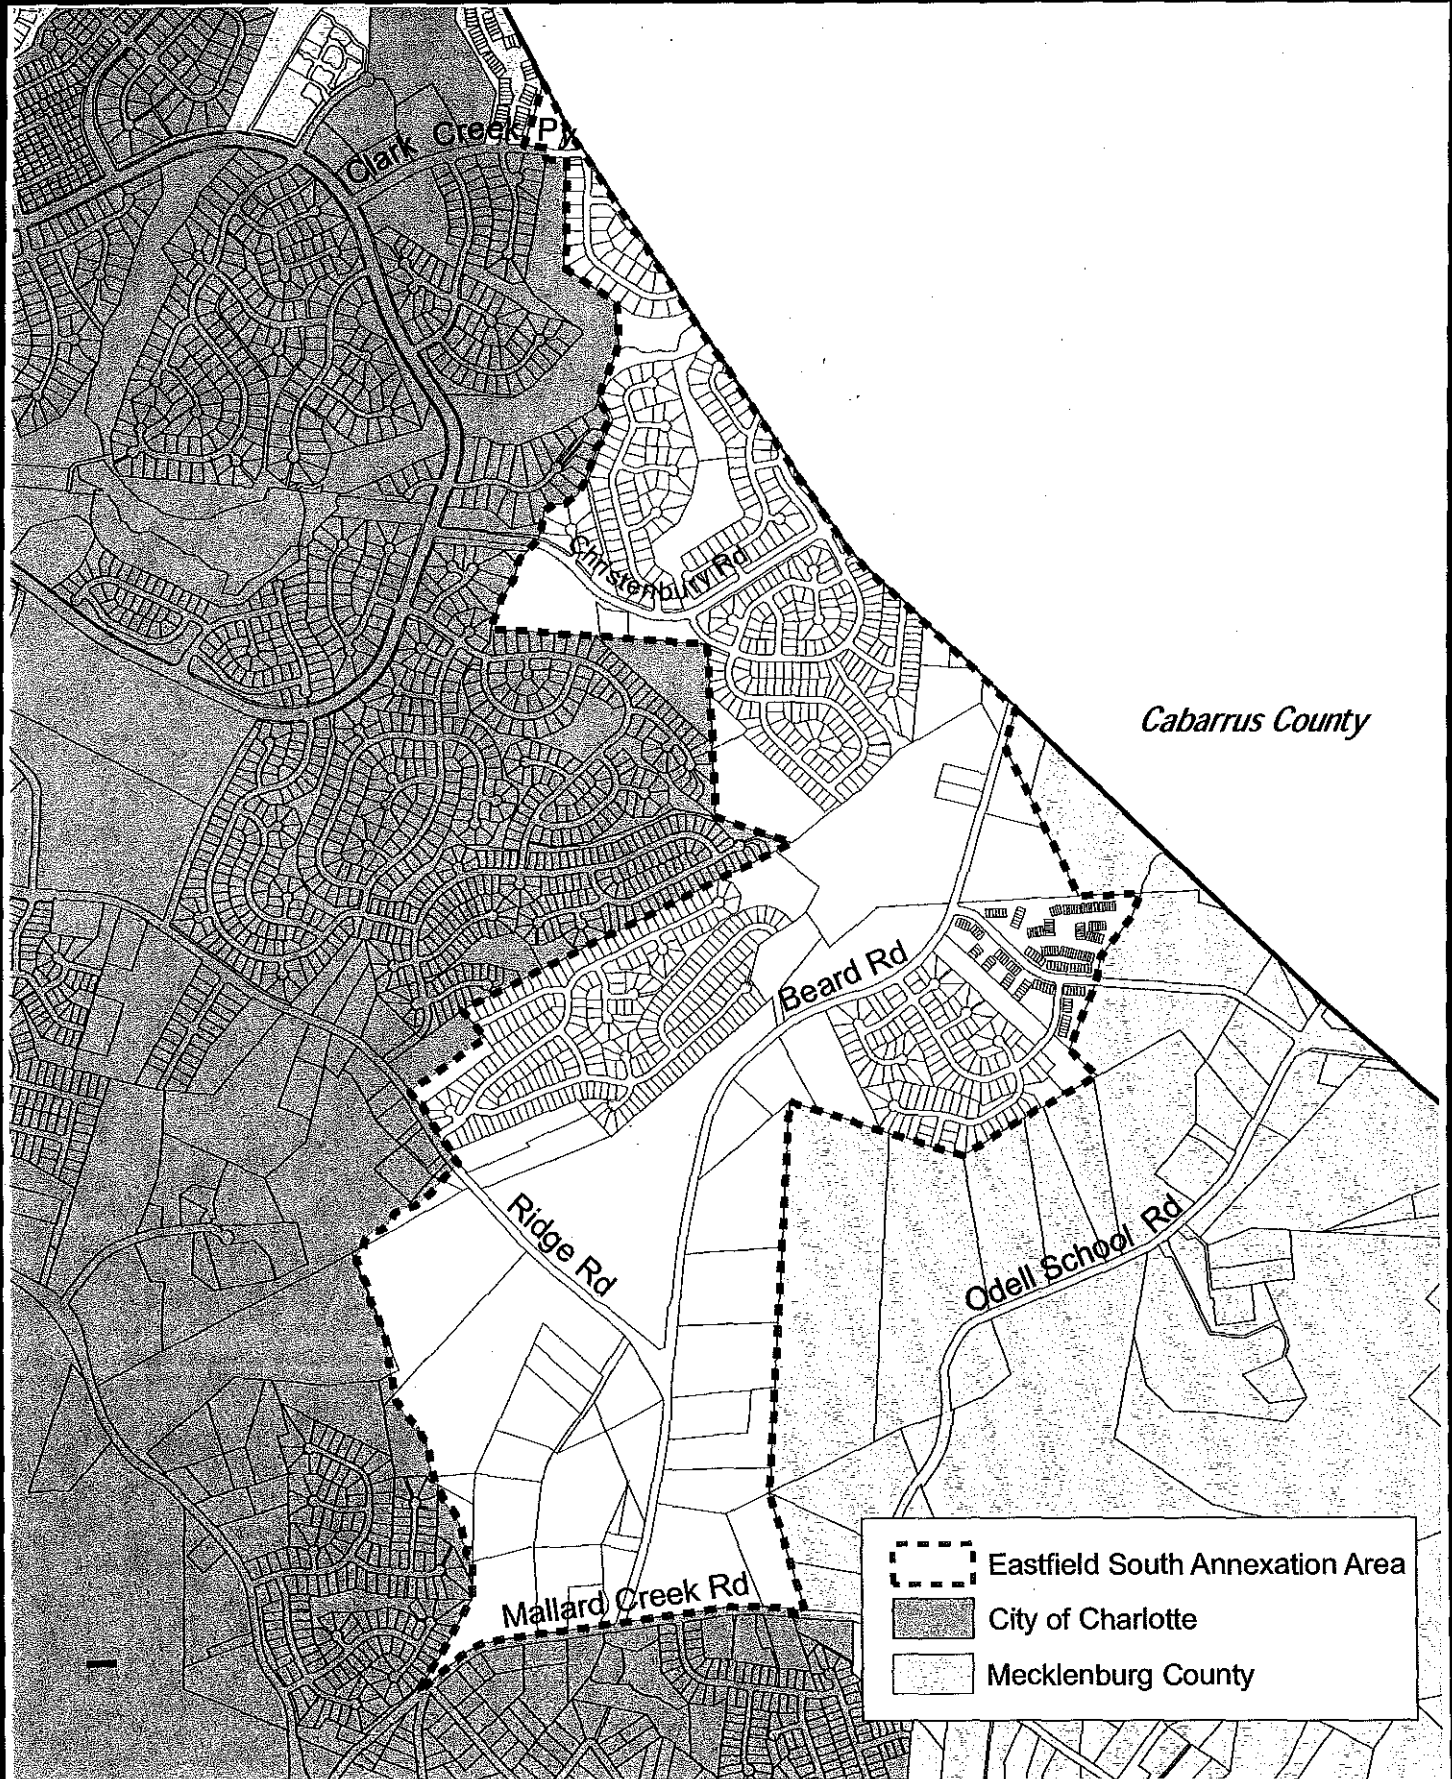 Clark Creek Py
Christenbury Rd
Cabarrus County
Beard Rd
Ridge Rd
Odell School Rd
Mallard Creek Rd
Eastfield South Annexation Area
City of Charlotte
Mecklenburg County